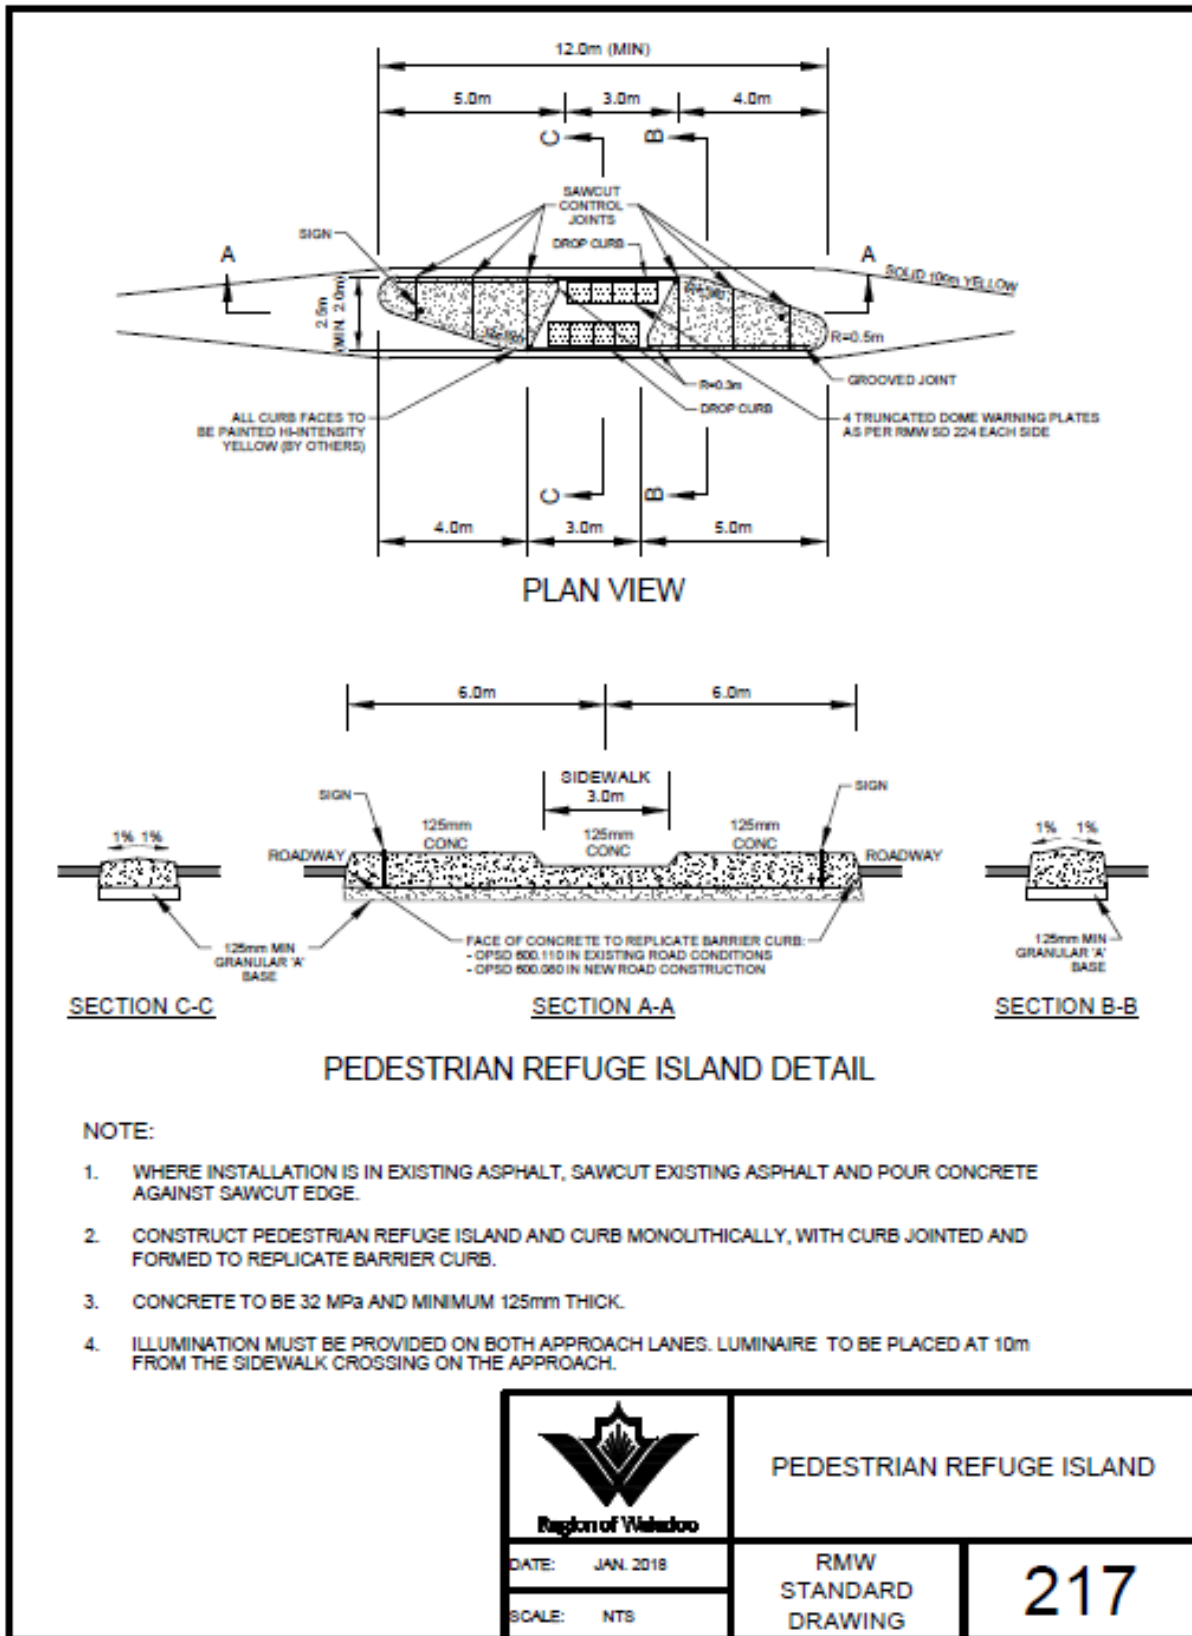 12.0m (MIN)
5.0m 3.0m 4.0m
C B
SAWCUT
CONTROL
JOINTS
SIGN
DROP CURB
A A
SOLID 10cm YELLOW
2.5m
(MIN. 2.0m)
R=0.5m
GROOVED JOINT
R=0.3m
DROP CURB
ALL CURB FACES TO
BE PAINTED HI-INTENSITY
YELLOW (BY OTHERS)
4 TRUNCATED DOME WARNING PLATES
AS PER RMW SD 224 EACH SIDE
C B
4.0m 3.0m 5.0m
PLAN VIEW
6.0m 6.0m
SIDEWALK
3.0m
SIGN SIGN
125mm
CONC
125mm
CONC
125mm
CONC
1% 1%
ROADWAY ROADWAY
1% 1%
125mm MIN
GRANULAR 'A'
BASE
FACE OF CONCRETE TO REPLICATE BARRIER CURB:
- OPSD 600.110 IN EXISTING ROAD CONDITIONS
- OPSD 600.060 IN NEW ROAD CONSTRUCTION
125mm MIN
GRANULAR 'A'
BASE
SECTION C-C SECTION A-A SECTION B-B
PEDESTRIAN REFUGE ISLAND DETAIL
NOTE:
1. WHERE INSTALLATION IS IN EXISTING ASPHALT, SAWCUT EXISTING ASPHALT AND POUR CONCRETE
AGAINST SAWCUT EDGE.
2. CONSTRUCT PEDESTRIAN REFUGE ISLAND AND CURB MONOLITHICALLY, WITH CURB JOINTED AND
FORMED TO REPLICATE BARRIER CURB.
3. CONCRETE TO BE 32 MPa AND MINIMUM 125mm THICK.
4. ILLUMINATION MUST BE PROVIDED ON BOTH APPROACH LANES. LUMINAIRE TO BE PLACED AT 10m
FROM THE SIDEWALK CROSSING ON THE APPROACH.
Region of Waterloo
PEDESTRIAN REFUGE ISLAND
DATE: JAN. 2018
SCALE: NTS
RMW
STANDARD
DRAWING
217